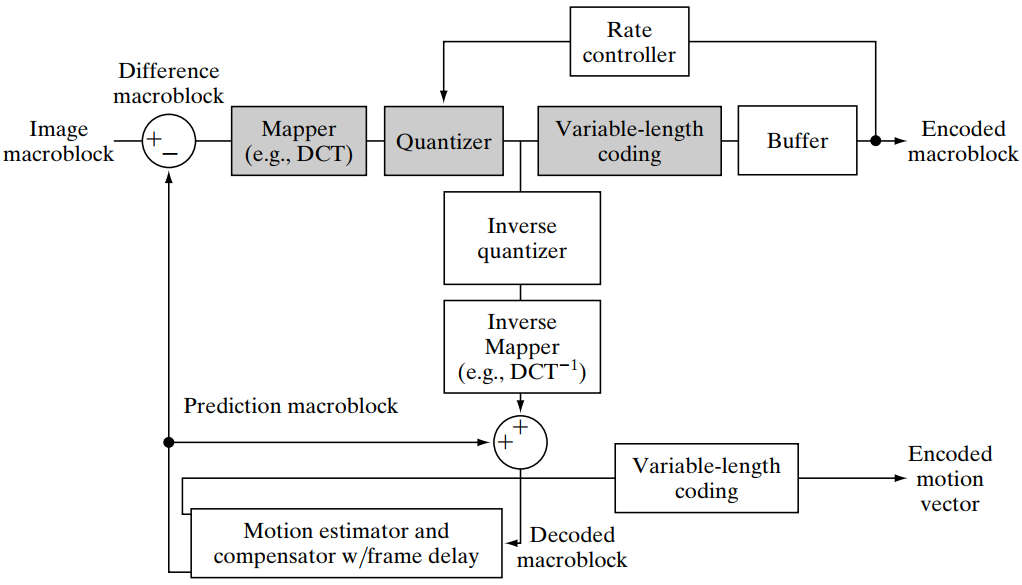 Rate
controller
Difference
macroblock
Image
macroblock
+
−
Mapper
(e.g., DCT)
Quantizer
Variable-length
coding
Buffer
Encoded
macroblock
Inverse
quantizer
Inverse
Mapper
(e.g., DCT⁻¹)
Prediction macroblock
+
+
Variable-length
coding
Encoded
motion
vector
Motion estimator and
compensator w/frame delay
Decoded
macroblock